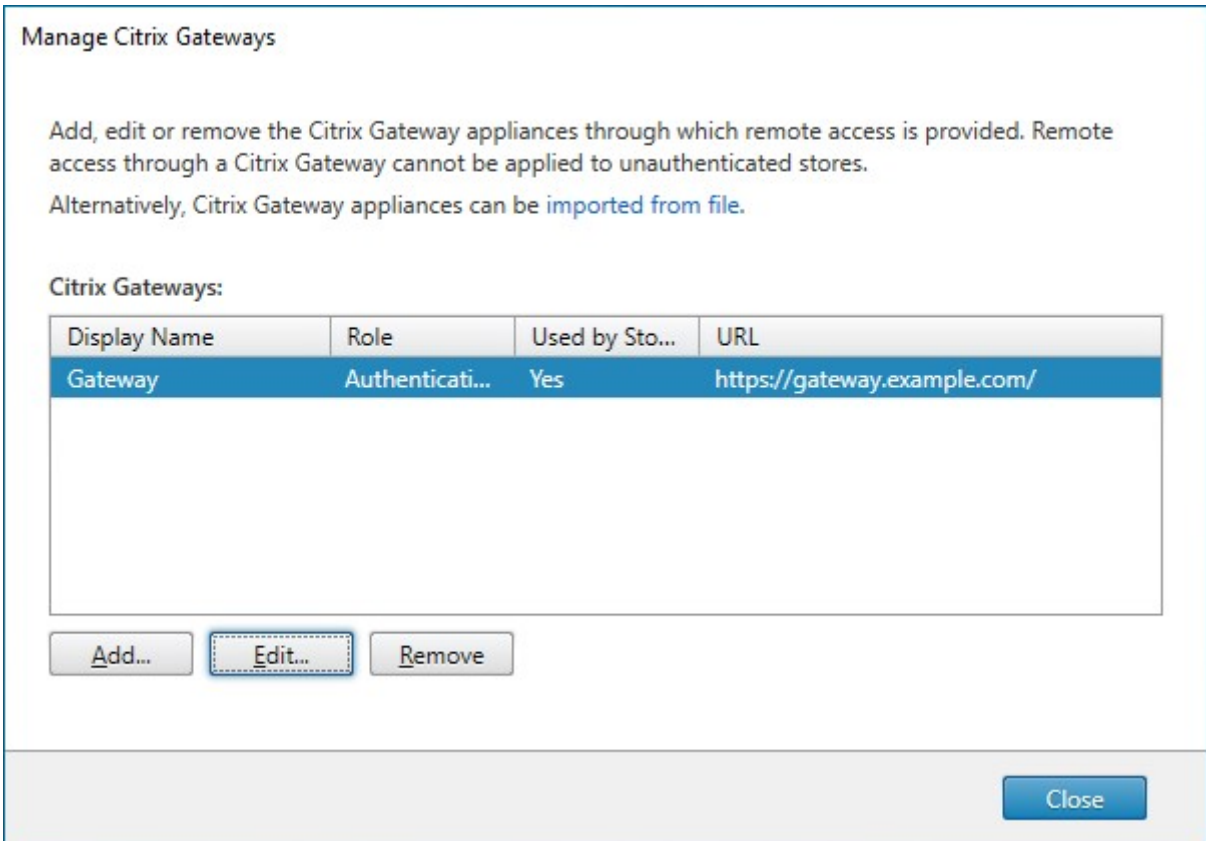 Manage Citrix Gateways
Add, edit or remove the Citrix Gateway appliances through which remote access is provided. Remote
access through a Citrix Gateway cannot be applied to unauthenticated stores.
Alternatively, Citrix Gateway appliances can be imported from file.
Citrix Gateways:
Display Name Role Used by Sto... URL
Gateway Authenticati... Yes https://gateway.example.com/
Add... Edit... Remove
Close